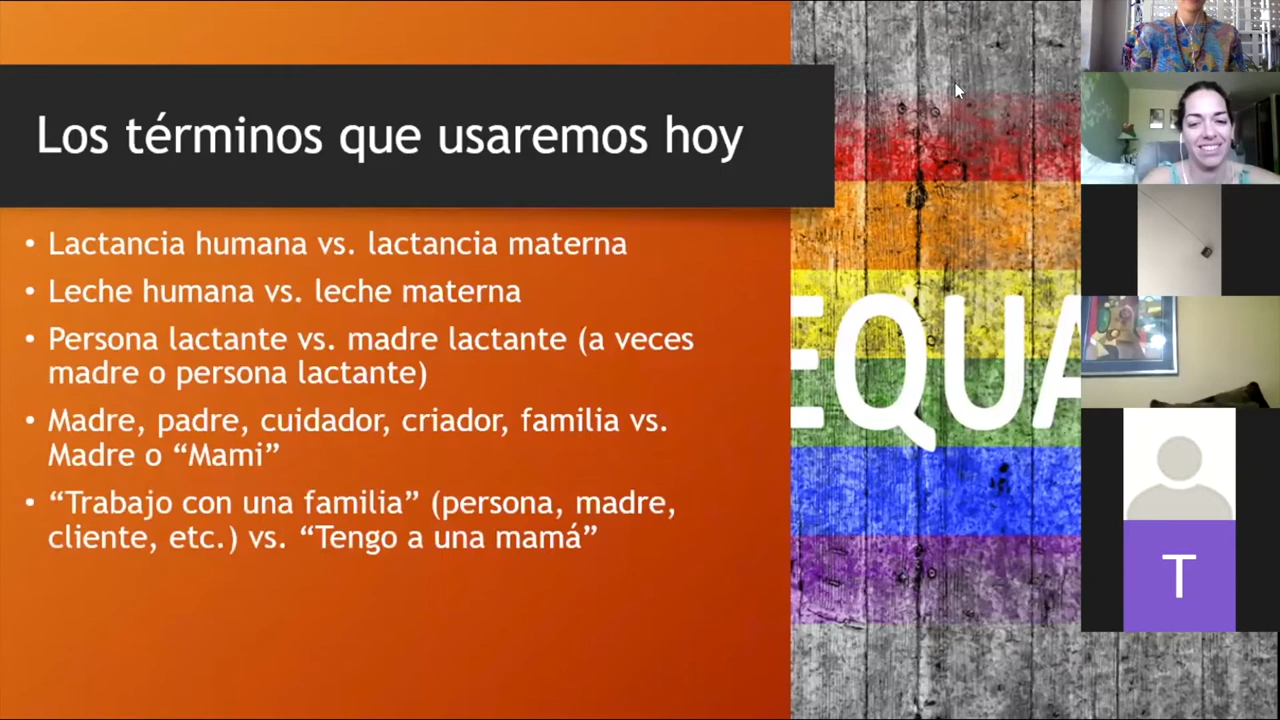 Los términos que usaremos hoy
• Lactancia humana vs. lactancia materna
• Leche humana vs. leche materna
• Persona lactante vs. madre lactante (a veces
madre o persona lactante)
• Madre, padre, cuidador, criador, familia vs.
Madre o “Mami”
• “Trabajo con una familia” (persona, madre,
cliente, etc.) vs. “Tengo a una mamá”
EQUA
T